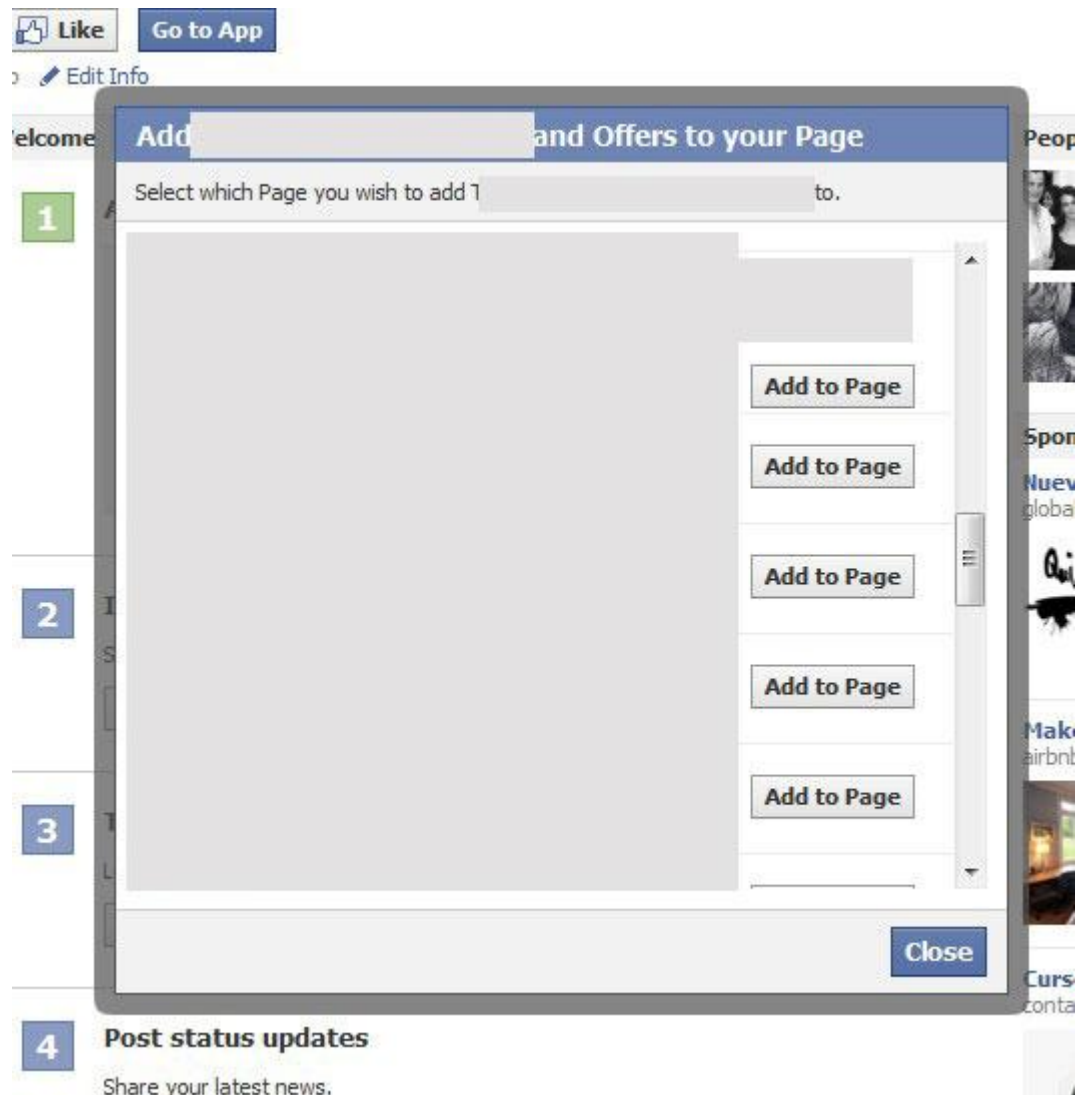 Like
Go to App
Edit Info
Add and Offers to your Page
Select which Page you wish to add T to.
elcome
Peop
1
Add to Page
Add to Page
Spon
Nuev
globa
Add to Page
2
I
S
Add to Page
Mak
airbnb
Add to Page
3
T
L
Close
Curs
conta
4
Post status updates
Share your latest news.